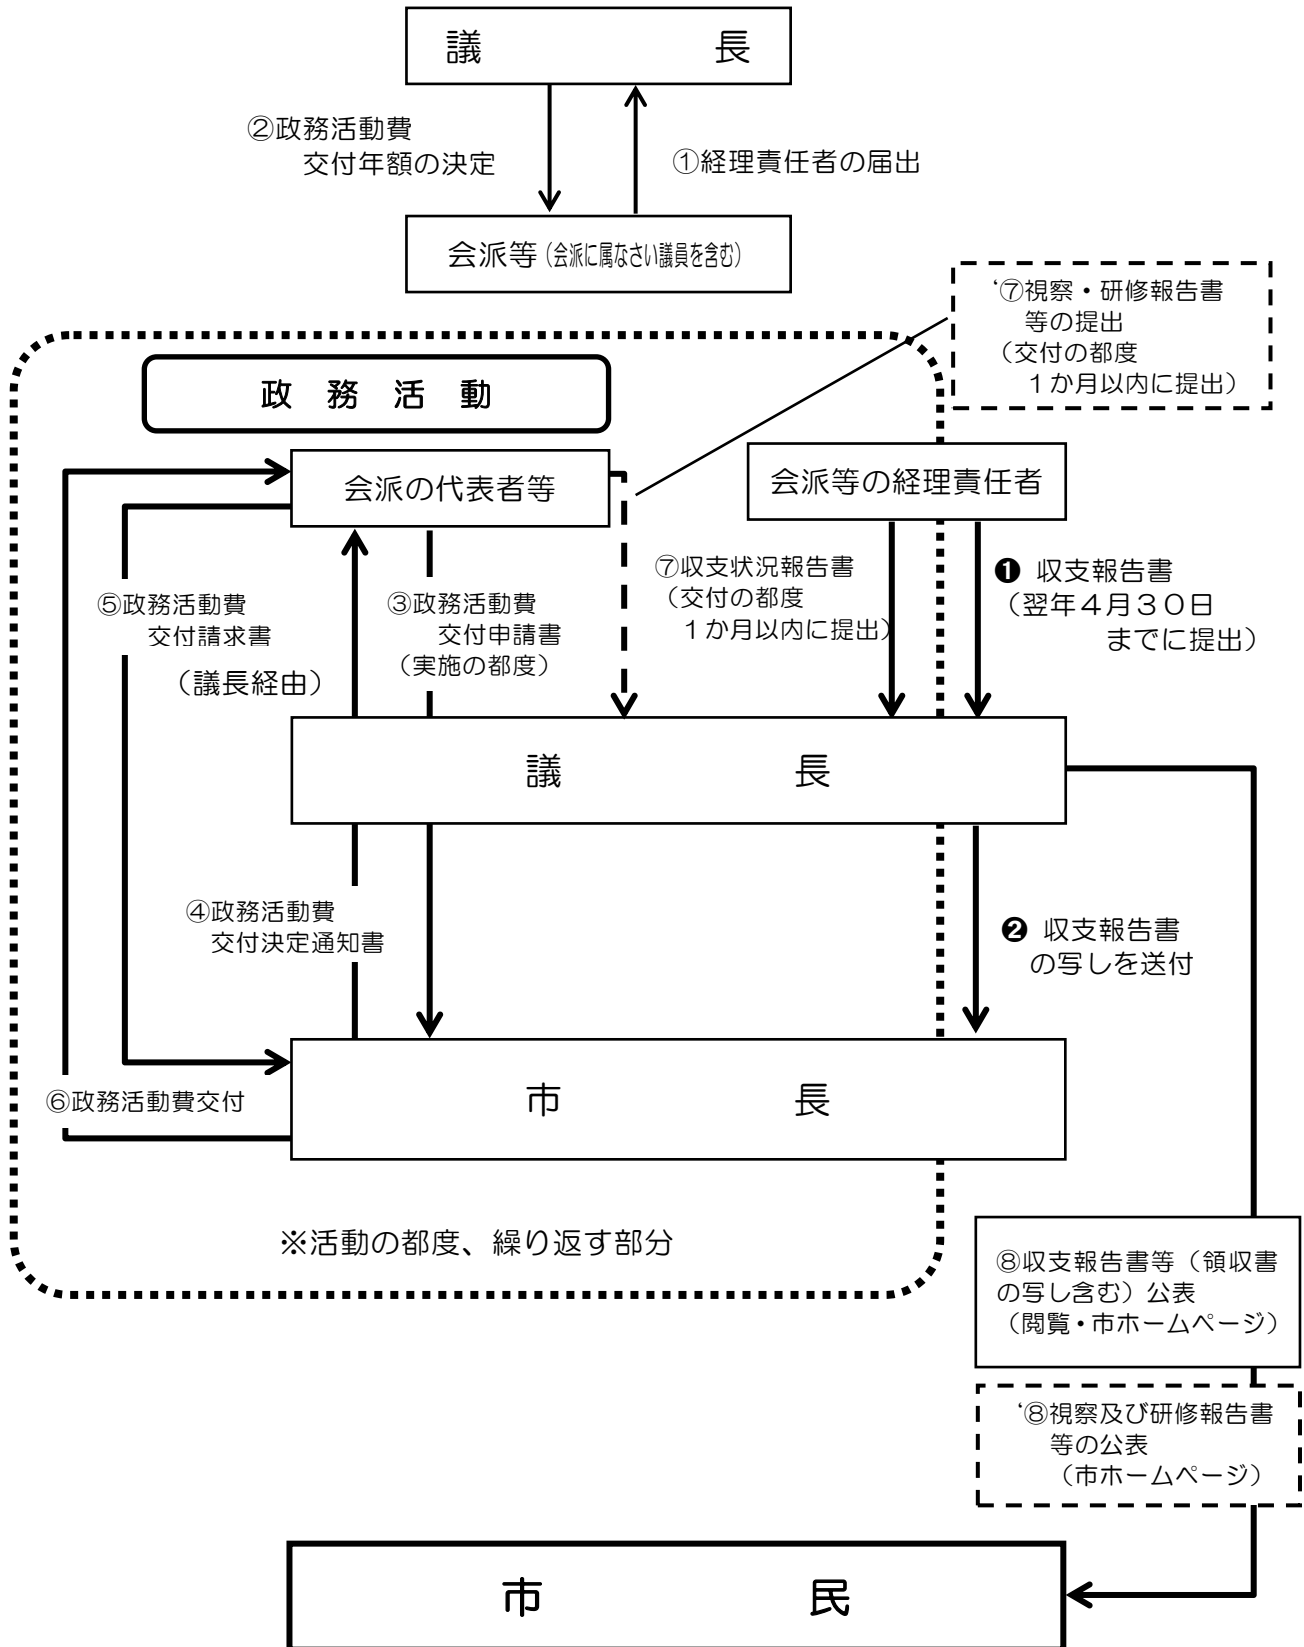 議　長
②政務活動費
交付年額の決定
①経理責任者の届出
会派等（会派に属なさい議員を含む）
‘⑦視察・研修報告書
等の提出
（交付の都度
１か月以内に提出）
政　務　活　動
会派の代表者等
会派等の経理責任者
⑤政務活動費
交付請求書
（議長経由）
③政務活動費
交付申請書
（実施の都度）
⑦収支状況報告書
（交付の都度
１か月以内に提出）
❶ 収支報告書
（翌年４月３０日
までに提出）
議　長
④政務活動費
交付決定通知書
❷ 収支報告書
の写しを送付
⑥政務活動費交付
市　長
※活動の都度、繰り返す部分
⑧収支報告書等（領収書
の写し含む）公表
（閲覧・市ホームページ）
‘⑧視察及び研修報告書
等の公表
（市ホームページ）
市　民